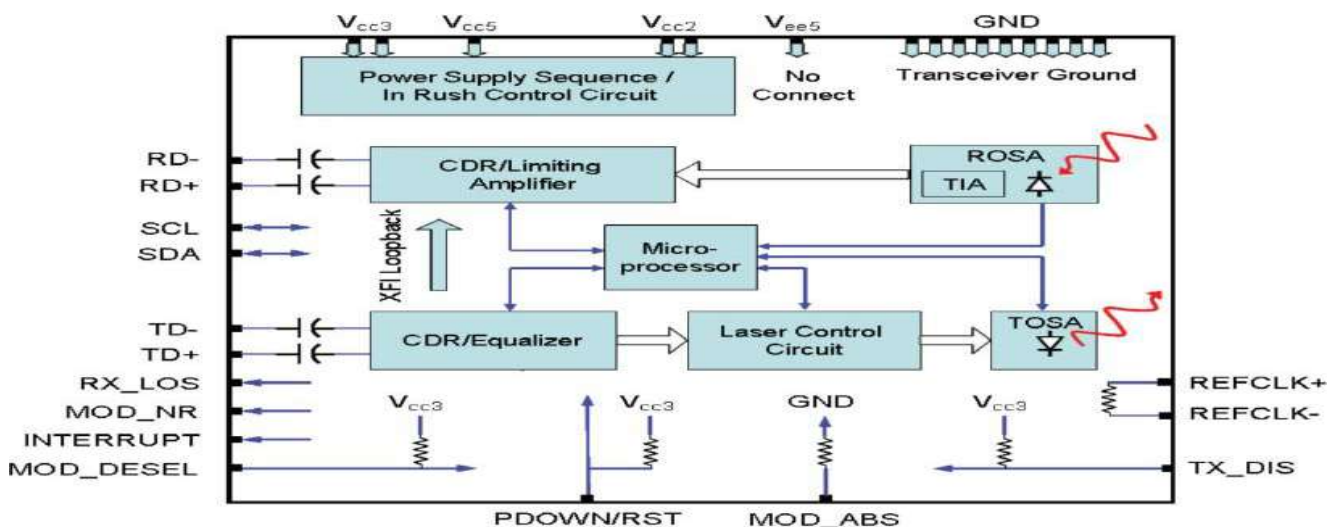 Vcc3 Vcc5 Vcc2 Vee5 GND
Power Supply Sequence /
In Rush Control Circuit
No
Connect
Transceiver Ground
RD-
RD+
CDR/Limiting
Amplifier
ROSA
TIA
SCL
SDA
XFI Loopback
Micro-
processor
TD-
TD+
CDR/Equalizer
Laser Control
Circuit
TOSA
RX_LOS
MOD_NR
INTERRUPT
MOD_DESEL
Vcc3 Vcc3 GND Vcc3
REFCLK+
REFCLK-
TX_DIS
PDOWN/RST MOD_ABS